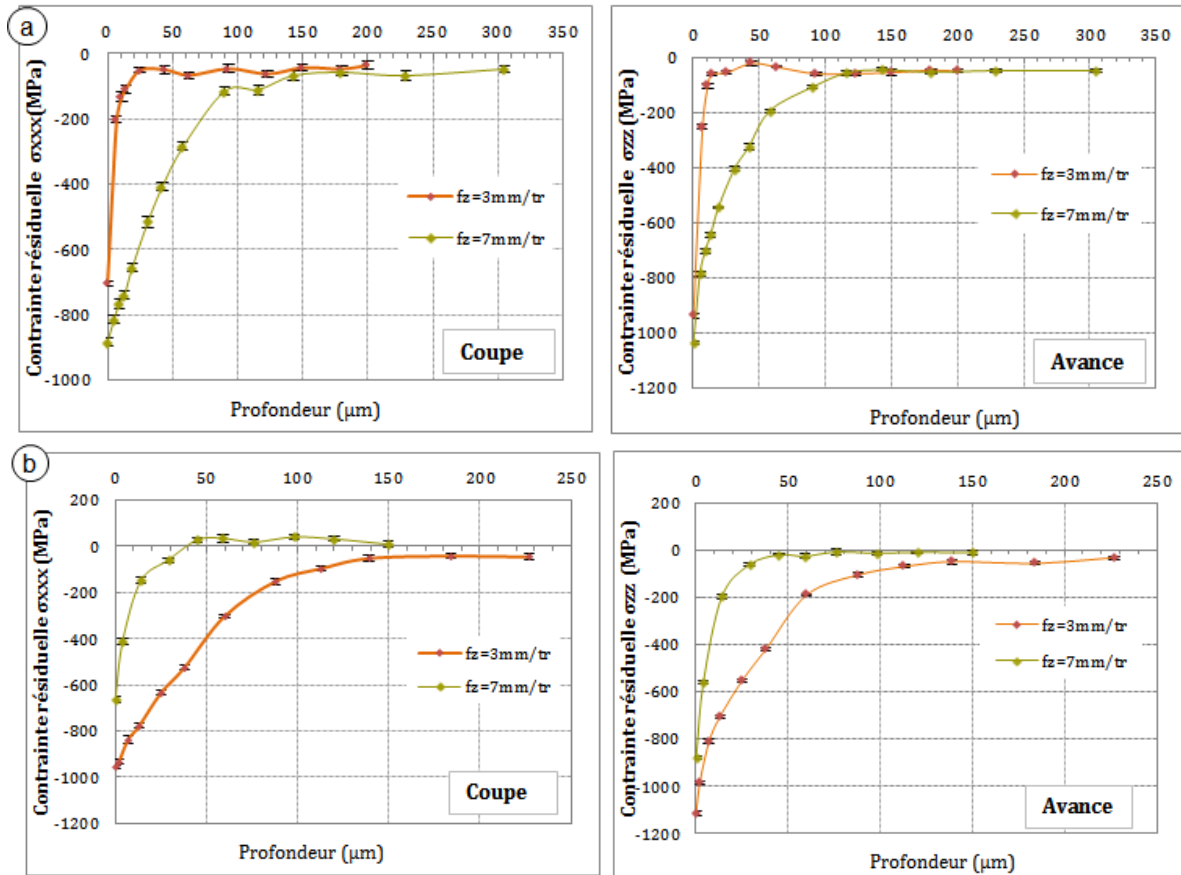 a
0 50 100 150 200 250 300 350
0
-200
-400
-600
-800
-1000
Contrainte résiduelle σxxx(MPa)
fz=3mm/tr
fz=7mm/tr
Coupe
Profondeur (µm)
0 50 100 150 200 250 300 350
0
-200
-400
-600
-800
-1000
-1200
Contrainte résiduelle σzz (MPa)
fz=3mm/tr
fz=7mm/tr
Avance
Profondeur (µm)
b
0 50 100 150 200 250
200
0
-200
-400
-600
-800
-1000
-1200
Contrainte résiduelle σxxx (MPa)
fz=3mm/tr
fz=7mm/tr
Coupe
Profondeur (µm)
0 50 100 150 200 250
200
0
-200
-400
-600
-800
-1000
-1200
Contrainte résiduelle σzz (MPa)
fz=3mm/tr
fz=7mm/tr
Avance
Profondeur (µm)